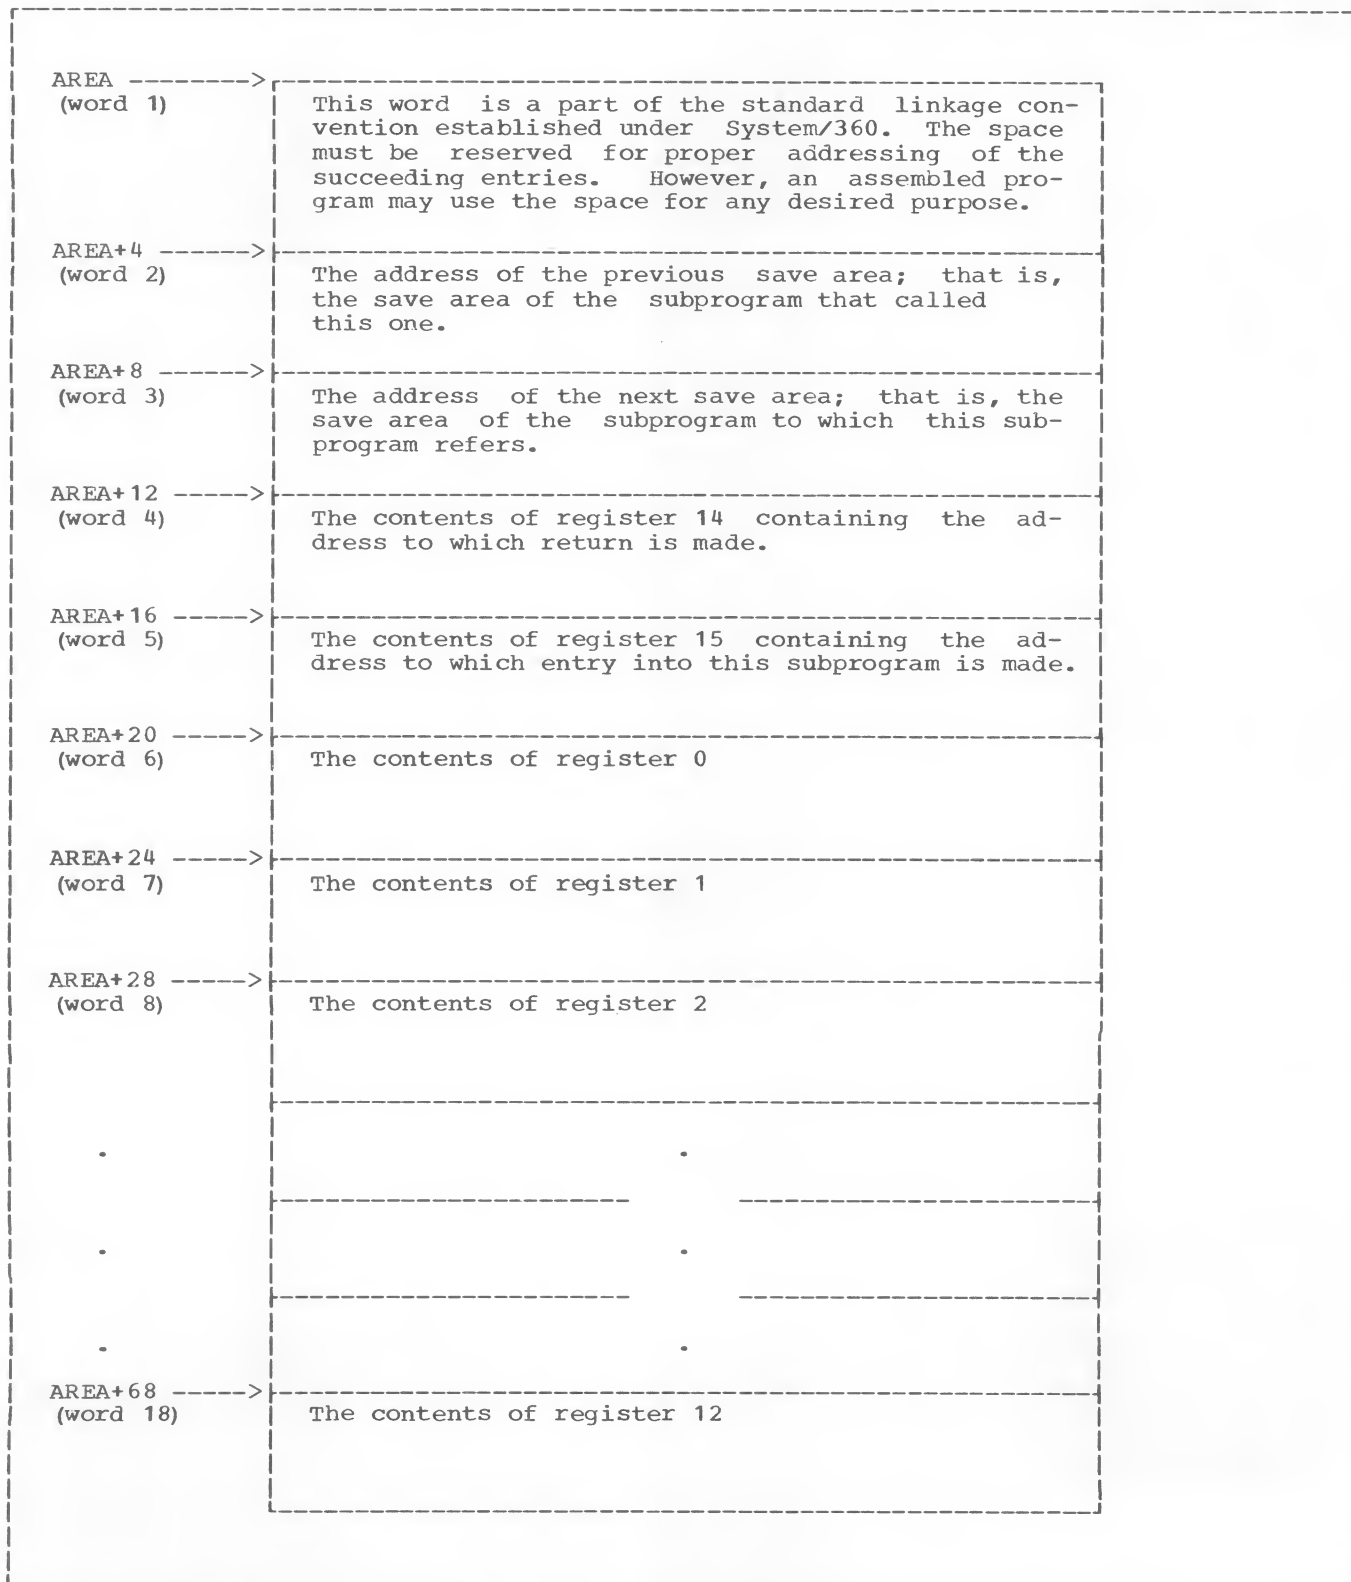 AREA -------->
(word 1) This word is a part of the standard linkage con-
vention established under System/360. The space
must be reserved for proper addressing of the
succeeding entries. However, an assembled pro-
gram may use the space for any desired purpose.
AREA+4 ------>
(word 2) The address of the previous save area; that is,
the save area of the subprogram that called
this one.
AREA+8 ------>
(word 3) The address of the next save area; that is, the
save area of the subprogram to which this sub-
program refers.
AREA+12 ----->
(word 4) The contents of register 14 containing the ad-
dress to which return is made.
AREA+16 ----->
(word 5) The contents of register 15 containing the ad-
dress to which entry into this subprogram is made.
AREA+20 ----->
(word 6) The contents of register 0
AREA+24 ----->
(word 7) The contents of register 1
AREA+28 ----->
(word 8) The contents of register 2
. .
. .
. .
AREA+68 ----->
(word 18) The contents of register 12